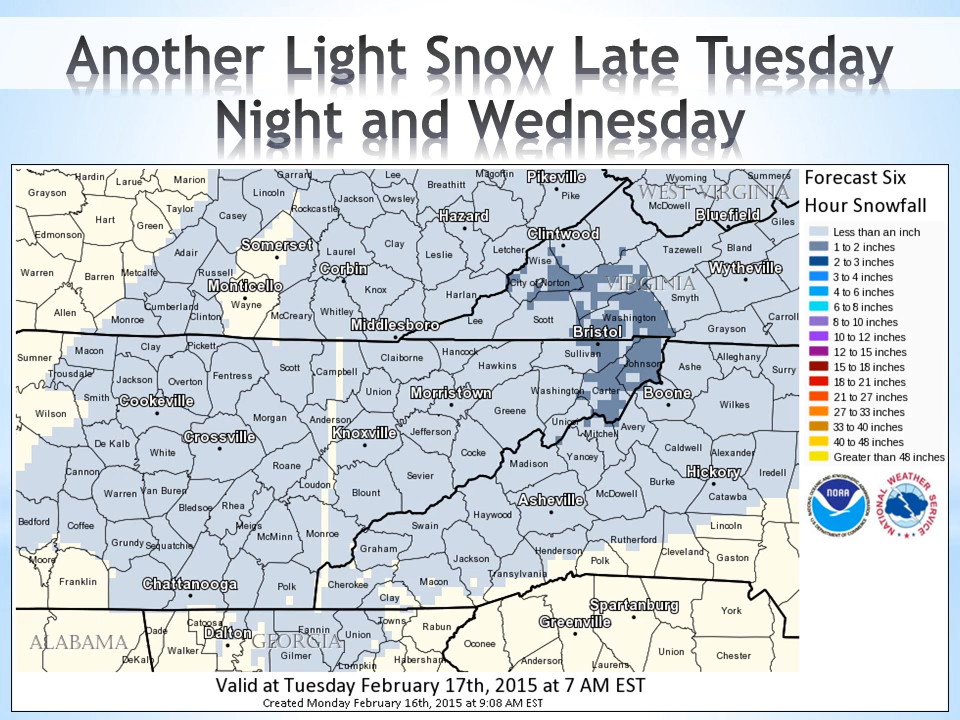 Another Light Snow Late Tuesday
Night and Wednesday
Forecast Six
Hour Snowfall
Less than an inch
1 to 2 inches
2 to 3 inches
3 to 4 inches
4 to 6 inches
6 to 8 inches
8 to 10 inches
10 to 12 inches
12 to 15 inches
15 to 18 inches
18 to 21 inches
21 to 27 inches
27 to 33 inches
33 to 40 inches
40 to 48 inches
Greater than 48 inches
NOAA
NATIONAL WEATHER SERVICE
Hardin
Larue
Marion
Garrard
Lee
Magoffin
Pikeville
Wyoming
Summers
Grayson
Taylor
Lincoln
Rockcastle
Jackson
Owsley
Breathitt
Pike
WEST VIRGINIA
McDowell
Bluefield
Giles
Hart
Green
Casey
Hazard
Edmonson
Adair
Somerset
Laurel
Clay
Leslie
Letcher
Clintwood
Wise
Tazewell
Bland
Warren
Barren
Metcalfe
Russell
Corbin
Wytheville
Monticello
Knox
Harlan
City of Norton
VIRGINIA
Smyth
Allen
Monroe
Cumberland
Clinton
Wayne
McCreary
Whitley
Middlesboro
Lee
Scott
Washington
Bristol
Grayson
Carroll
Sumner
Macon
Clay
Pickett
Scott
Campbell
Claiborne
Hancock
Hawkins
Sullivan
Johnson
Ashe
Alleghany
Surry
Trousdale
Smith
Jackson
Overton
Fentress
Union
Morristown
Washington
Carter
Boone
Wilkes
Wilson
Cookeville
Morgan
Anderson
Greene
Unicoi
Mitchell
Avery
De Kalb
Crossville
Knoxville
Jefferson
Caldwell
Alexander
White
Roane
Cocke
Madison
Yancey
Cannon
Loudon
Sevier
Burke
Hickory
Iredell
Warren
Van Buren
Bledsoe
Rhea
Blount
Haywood
Asheville
McDowell
Catawba
Bedford
Coffee
Meigs
McMinn
Monroe
Swain
Lincoln
Grundy
Sequatchie
Graham
Jackson
Henderson
Rutherford
Cleveland
Gaston
Moore
Franklin
Chattanooga
Polk
Cherokee
Macon
Transylvania
Polk
Clay
ALABAMA
Dade
Catoosa
Walker
Dalton
GEORGIA
Fannin
Gilmer
Union
Towns
Rabun
Oconee
Spartanburg
Greenville
York
Union
DeKalb
Lumpkin
Habersham
Anderson
Laurens
Chester
Valid at Tuesday February 17th, 2015 at 7 AM EST
Created Monday February 16th, 2015 at 9:08 AM EST